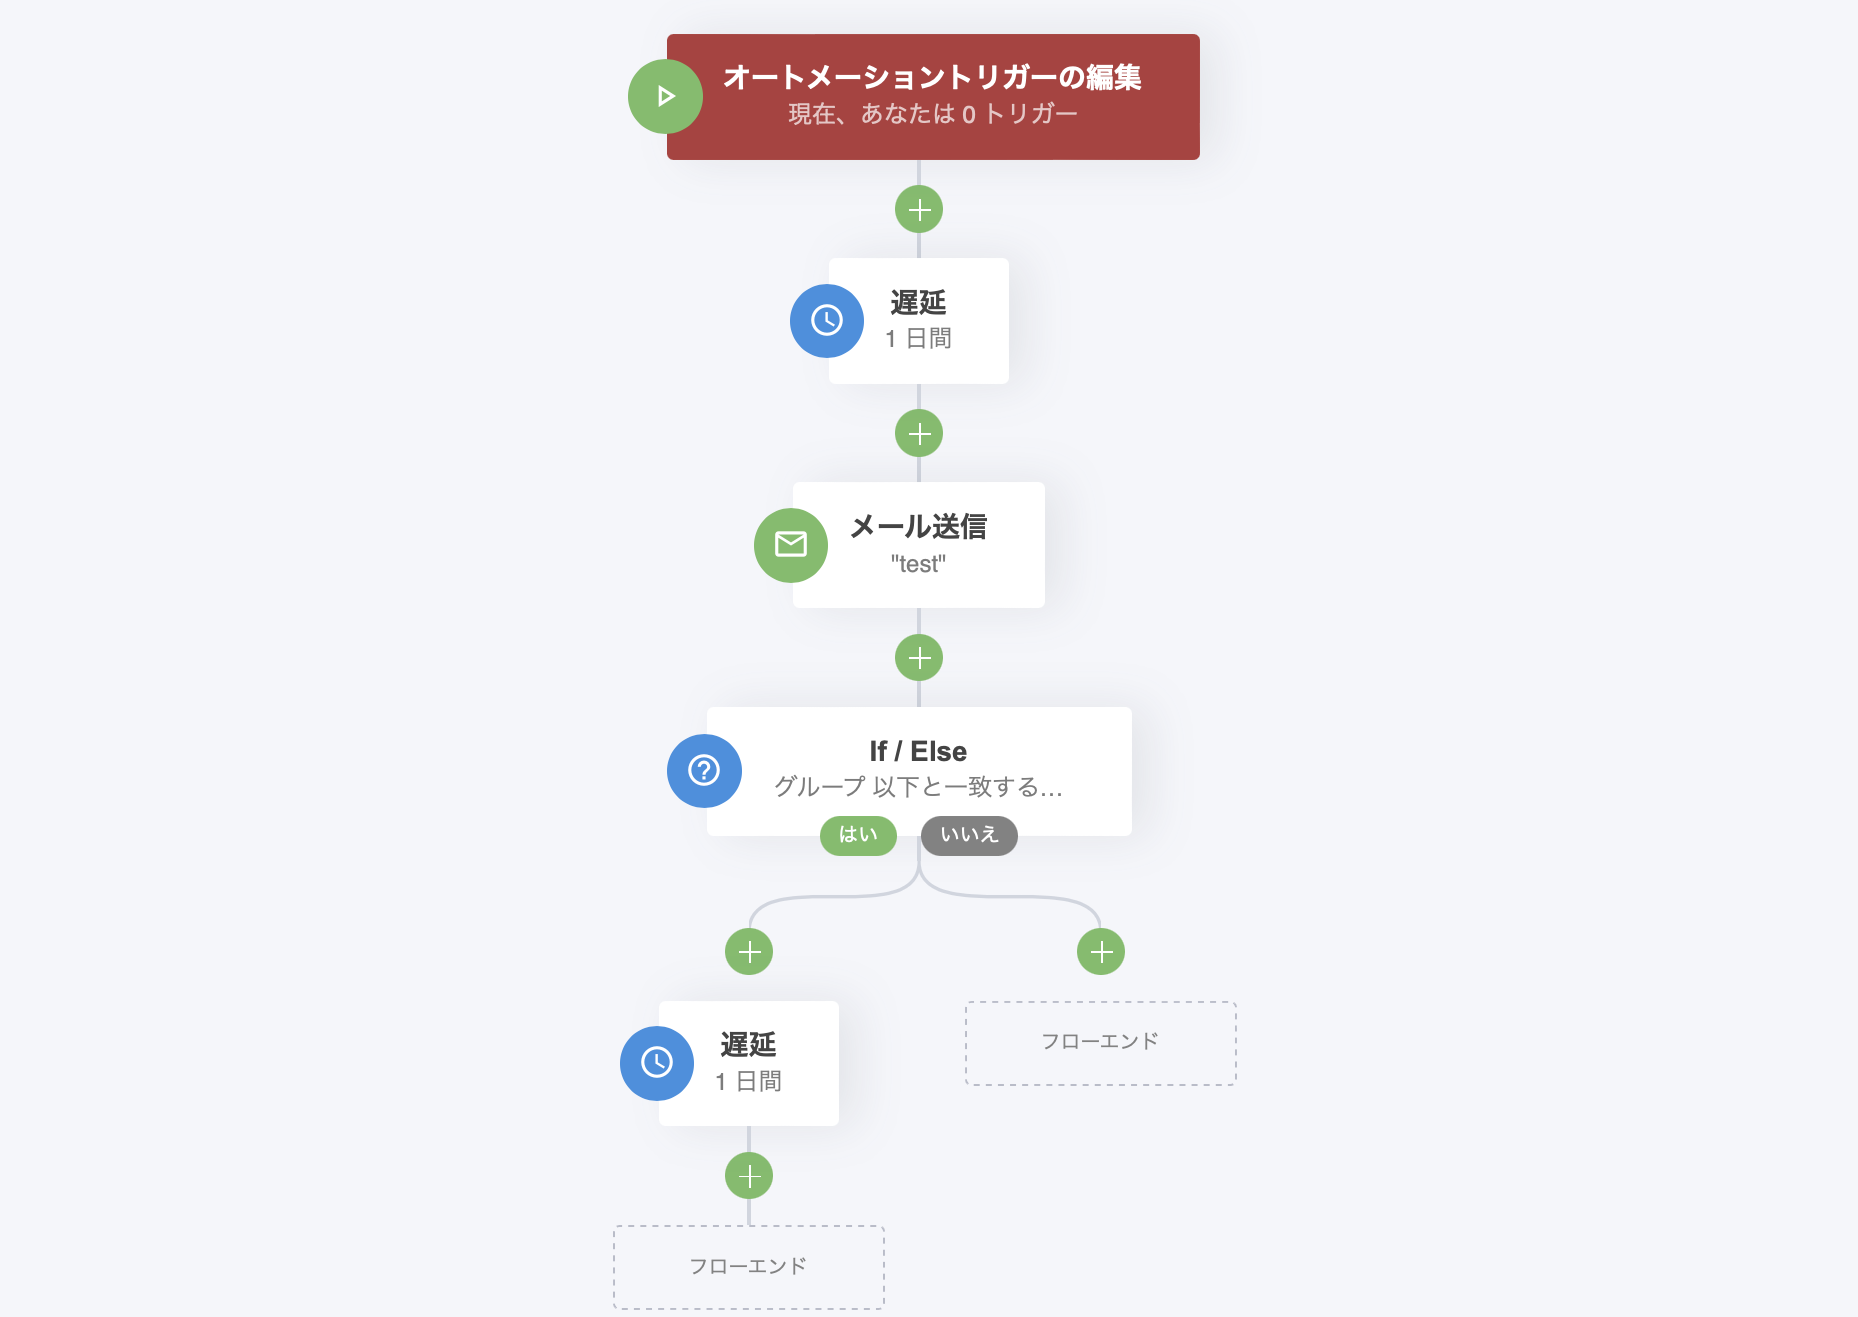 オートメーショントリガーの編集
現在、あなたは 0 トリガー
遅延
1 日間
メール送信
"test"
If / Else
グループ 以下と一致する...
はい
いいえ
遅延
1 日間
フローエンド
フローエンド